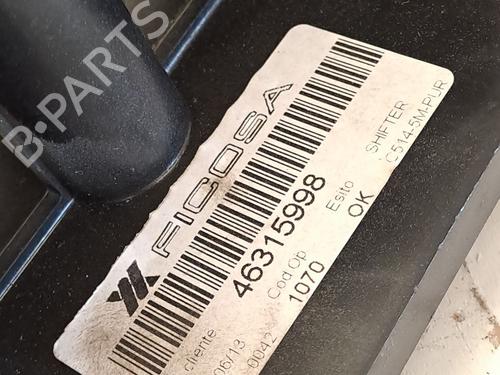 B-PARTS
FICOSA
46315998
cliente Cod Op Esito SHIFTER
06/13 1070 OK C514-5M-PUR
0042